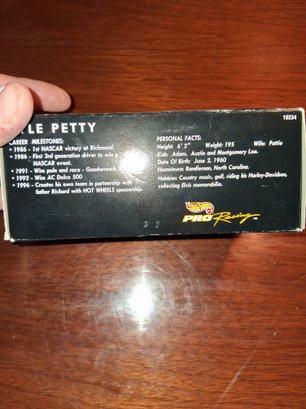 LE PETTY
18234
CAREER MILESTONES:
• 1986 - 1st NASCAR victory at Richmond.
• 1986 - First 3rd generation driver to win a
NASCAR event.
• 1991 - Wins pole and race - Goodwrench
• 1992 - Wins AC Delco 500
• 1996 - Creates his own team in partnership with
father Richard with HOT WHEELS sponsorship.
PERSONAL FACTS:
Height: 6' 2" Weight: 195 Wife: Pattie
Kids: Adam, Austin and Montgomery Lee.
Date Of Birth: June 2, 1960
Hometown: Randleman, North Carolina.
Hobbies: Country music, golf, riding his Harley-Davidson,
collecting Elvis memorabilia.
Hot Wheels
PRO Racing